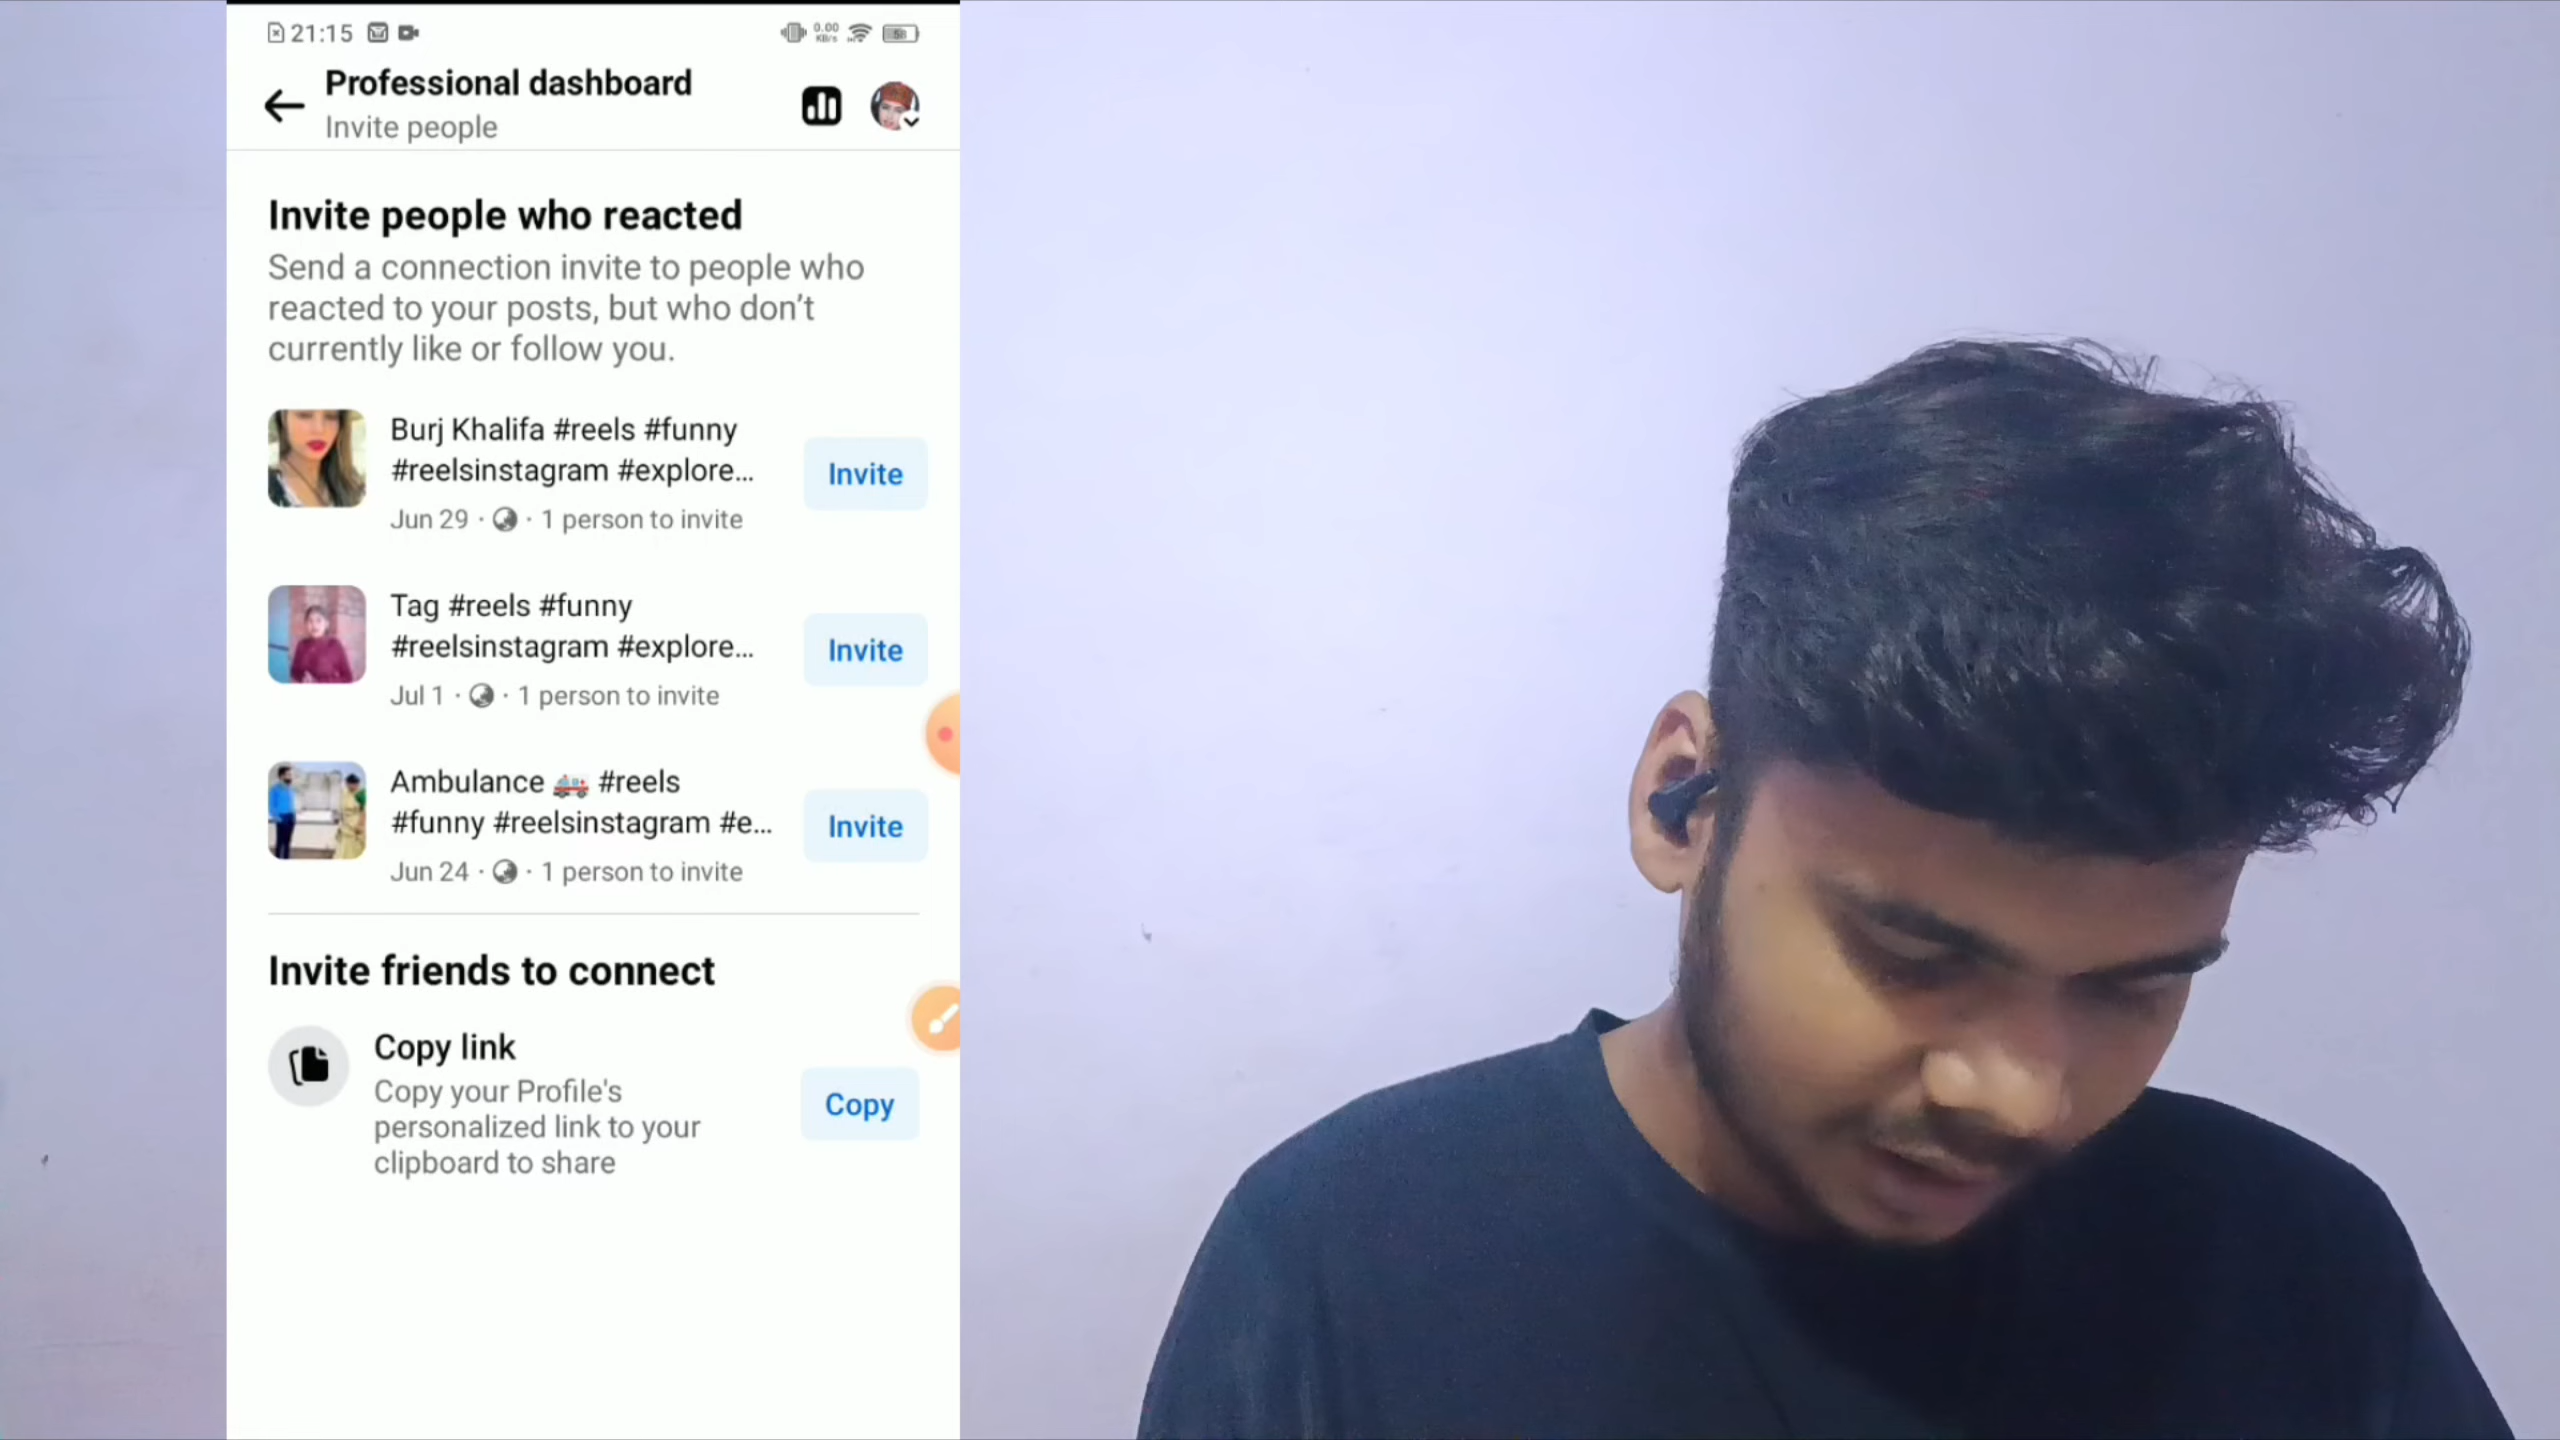 21:15
0.00
KB/s
58
Professional dashboard
Invite people
Invite people who reacted
Send a connection invite to people who
reacted to your posts, but who don’t
currently like or follow you.
Burj Khalifa #reels #funny
#reelsinstagram #explore...
Jun 29 · · 1 person to invite
Invite
Tag #reels #funny
#reelsinstagram #explore...
Jul 1 · · 1 person to invite
Invite
Ambulance 🚑 #reels
#funny #reelsinstagram #e...
Jun 24 · · 1 person to invite
Invite
Invite friends to connect
Copy link
Copy your Profile's
personalized link to your
clipboard to share
Copy